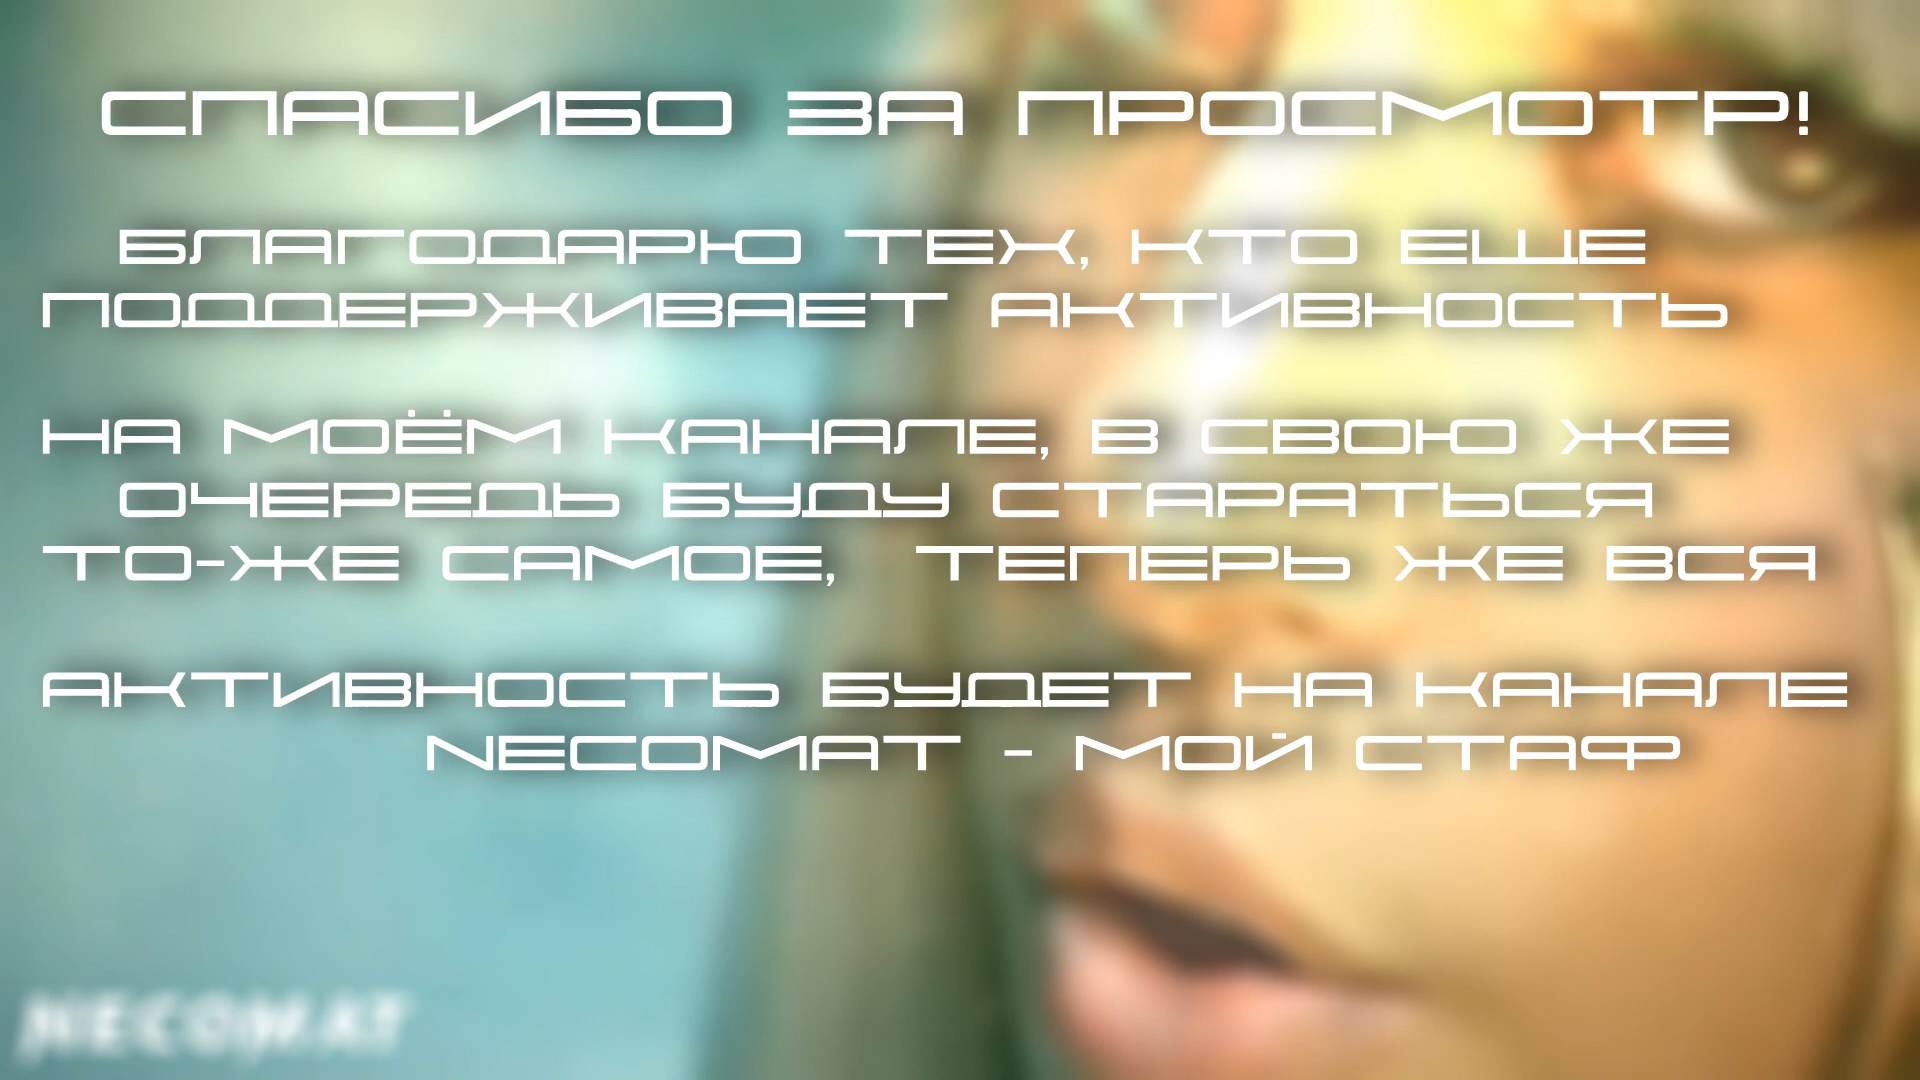 СПАСИБО ЗА ПРОСМОТР!
БЛАГОДАРЮ ТЕХ, КТО ЕЩЕ
ПОДДЕРЖИВАЕТ АКТИВНОСТЬ
НА МОЁМ КАНАЛЕ, В СВОЮ ЖЕ
ОЧЕРЕДЬ БУДУ СТАРАТЬСЯ
ТО-ЖЕ САМОЕ, ТЕПЕРЬ ЖЕ ВСЯ
АКТИВНОСТЬ БУДЕТ НА КАНАЛЕ
NECOMAT - МОЙ СТАФ
NECOMAT